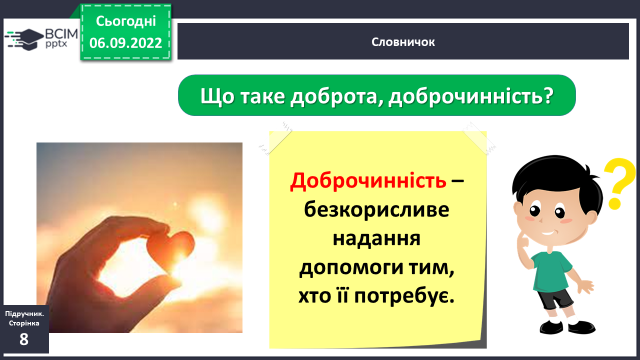 Сьогодні
06.09.2022
ВСІМ
pptx
Словничок
Що таке доброта, доброчинність?
Доброчинність –
безкорисливе
надання
допомоги тим,
хто її потребує.
?
Підручник.
Сторінка
8